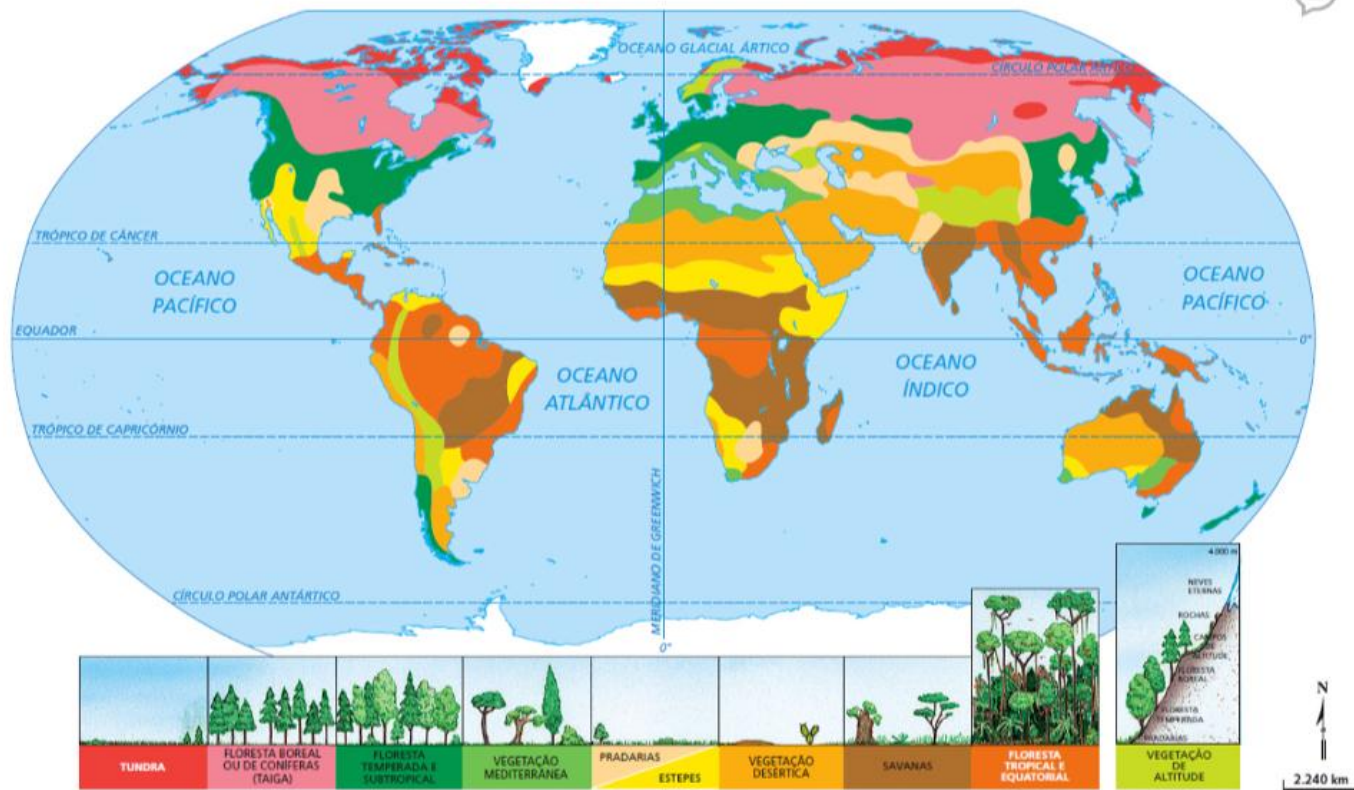 OCEANO GLACIAL ÁRTICO
CÍRCULO POLAR ÁRTICO
TRÓPICO DE CÂNCER
OCEANO
PACÍFICO
OCEANO
PACÍFICO
EQUADOR
0°
OCEANO
ATLÂNTICO
OCEANO
ÍNDICO
TRÓPICO DE CAPRICÓRNIO
MERIDIANO DE GREENWICH
CÍRCULO POLAR ANTÁRTICO
0°
4.000 m
NEVES
ETERNAS
ROCHAS
CAMPOS
DE
ALTITUDE
FLORESTA
BOREAL
FLORESTA
TEMPERADA
PRADARIAS
TUNDRA
FLORESTA BOREAL
OU DE CONÍFERAS
(TAIGA)
FLORESTA
TEMPERADA E
SUBTROPICAL
VEGETAÇÃO
MEDITERRÂNEA
PRADARIAS
ESTEPES
VEGETAÇÃO
DESÉRTICA
SAVANAS
FLORESTA
TROPICAL E
EQUATORIAL
VEGETAÇÃO
DE
ALTITUDE
N
2.240 km